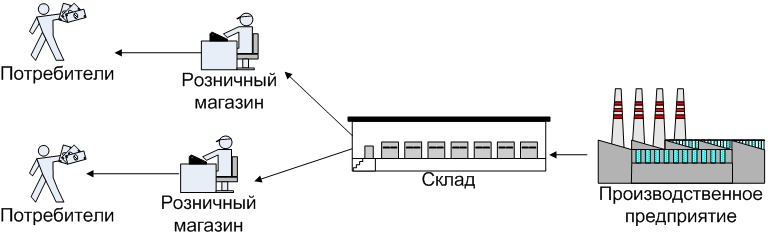 Потребители
Розничный
магазин
Склад
Производственное
предприятие
Потребители
Розничный
магазин